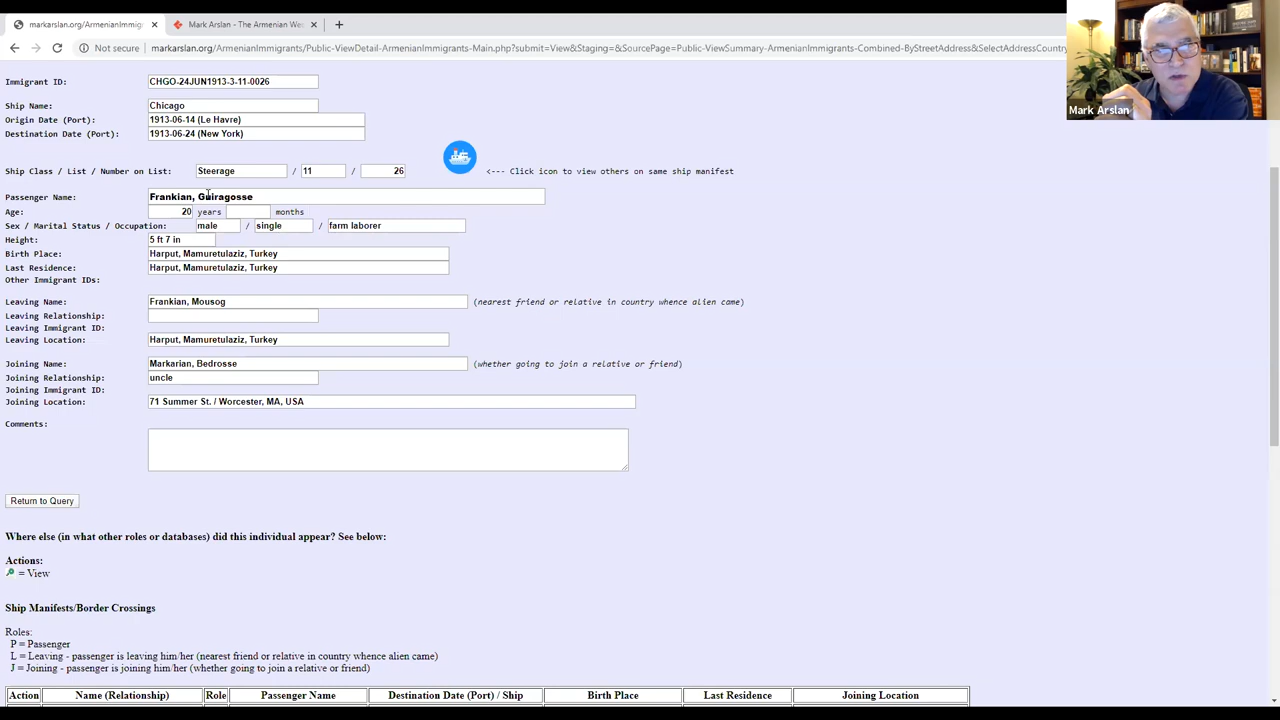 markarslan.org/ArmenianImmig
Mark Arslan - The Armenian We
Not secure
markarslan.org/ArmenianImmigrants/Public-ViewDetail-ArmenianImmigrants-Main.php?submit=View&Staging=&SourcePage=Public-ViewSummary-ArmenianImmigrants-Combined-ByStreetAddress&SelectAddressCountry
Mark Arslan
Immigrant ID: CHGO-24JUN1913-3-11-0026
Ship Name: Chicago
Origin Date (Port): 1913-06-14 (Le Havre)
Destination Date (Port): 1913-06-24 (New York)
Ship Class / List / Number on List: Steerage / 11 / 26 <--- Click icon to view others on same ship manifest
Passenger Name: Frankian, Guiragosse
Age: 20 years months
Sex / Marital Status / Occupation: male / single / farm laborer
Height: 5 ft 7 in
Birth Place: Harput, Mamuretulaziz, Turkey
Last Residence: Harput, Mamuretulaziz, Turkey
Other Immigrant IDs:
Leaving Name: Frankian, Mousog (nearest friend or relative in country whence alien came)
Leaving Relationship:
Leaving Immigrant ID:
Leaving Location: Harput, Mamuretulaziz, Turkey
Joining Name: Markarian, Bedrosse (whether going to join a relative or friend)
Joining Relationship: uncle
Joining Immigrant ID:
Joining Location: 71 Summer St. / Worcester, MA, USA
Comments:
Return to Query
Where else (in what other roles or databases) did this individual appear? See below:
Actions:
= View
Ship Manifests/Border Crossings
Roles:
P = Passenger
L = Leaving - passenger is leaving him/her (nearest friend or relative in country whence alien came)
J = Joining - passenger is joining him/her (whether going to join a relative or friend)
Action Name (Relationship) Role Passenger Name Destination Date (Port) / Ship Birth Place Last Residence Joining Location